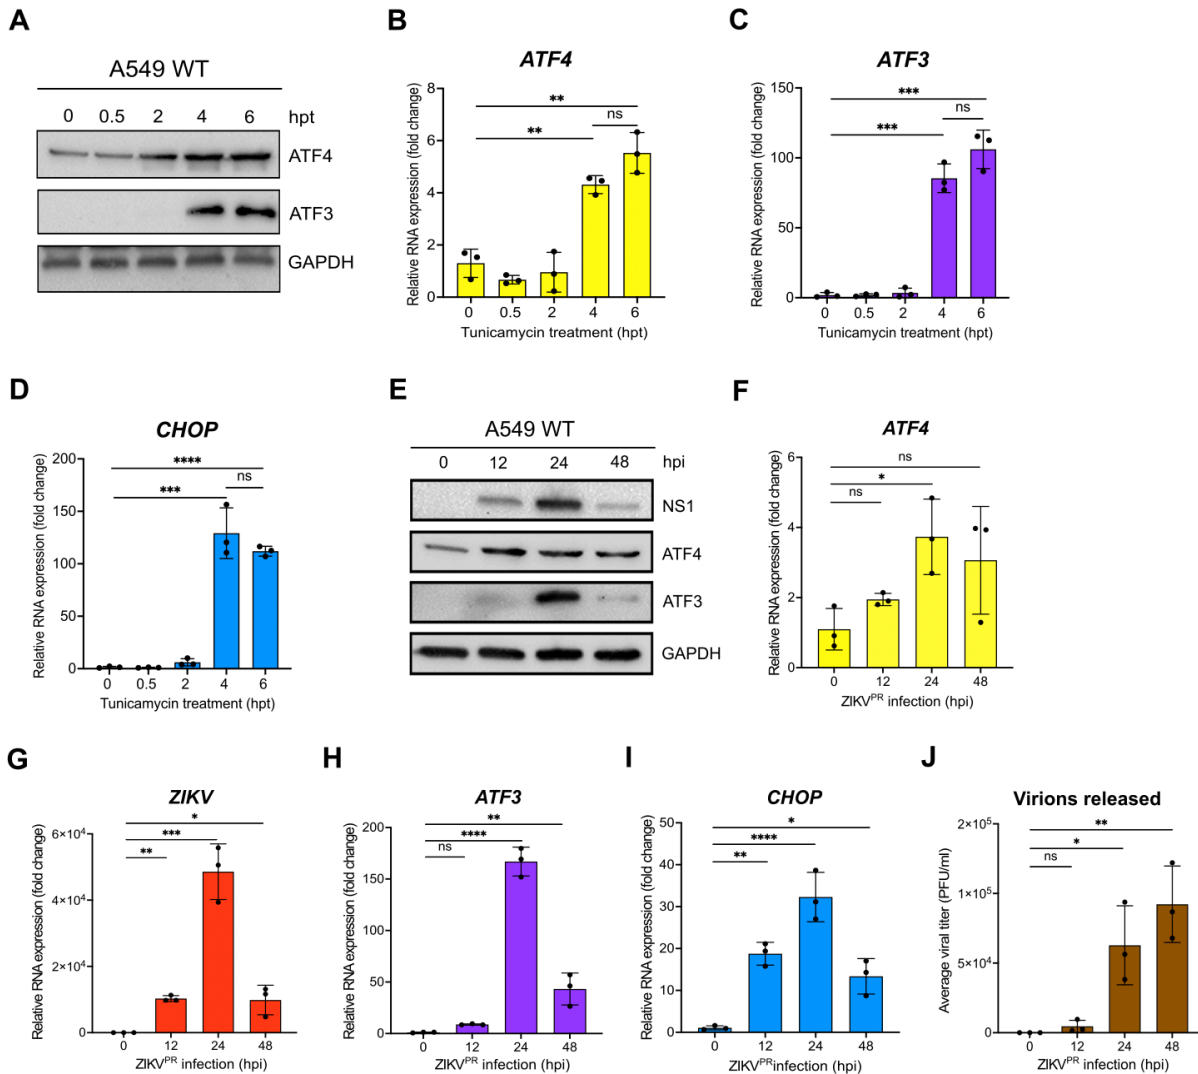 A
A549 WT
0 0.5 2 4 6 hpt
ATF4
ATF3
GAPDH
B
ATF4
Relative RNA expression (fold change)
8
6
4
2
0
**
**
ns
0 0.5 2 4 6
Tunicamycin treatment (hpt)
C
ATF3
Relative RNA expression (fold change)
150
100
50
0
***
***
ns
0 0.5 2 4 6
Tunicamycin treatment (hpt)
D
CHOP
Relative RNA expression (fold change)
200
150
100
50
0
****
***
ns
0 0.5 2 4 6
Tunicamycin treatment (hpt)
E
A549 WT
0 12 24 48 hpi
NS1
ATF4
ATF3
GAPDH
F
ATF4
Relative RNA expression (fold change)
6
4
2
0
ns
*
ns
0 12 24 48
ZIKVᴾᴿ infection (hpi)
G
ZIKV
Relative RNA expression (fold change)
6×10⁴
4×10⁴
2×10⁴
0
*
***
**
0 12 24 48
ZIKVᴾᴿ infection (hpi)
H
ATF3
Relative RNA expression (fold change)
200
150
100
50
0
**
****
ns
0 12 24 48
ZIKVᴾᴿ infection (hpi)
I
CHOP
Relative RNA expression (fold change)
50
40
30
20
10
0
*
****
**
0 12 24 48
ZIKVᴾᴿinfection (hpi)
J
Virions released
Average viral titer (PFU/ml)
2×10⁵
1×10⁵
5×10⁴
0
**
*
ns
0 12 24 48
ZIKVᴾᴿ infection (hpi)